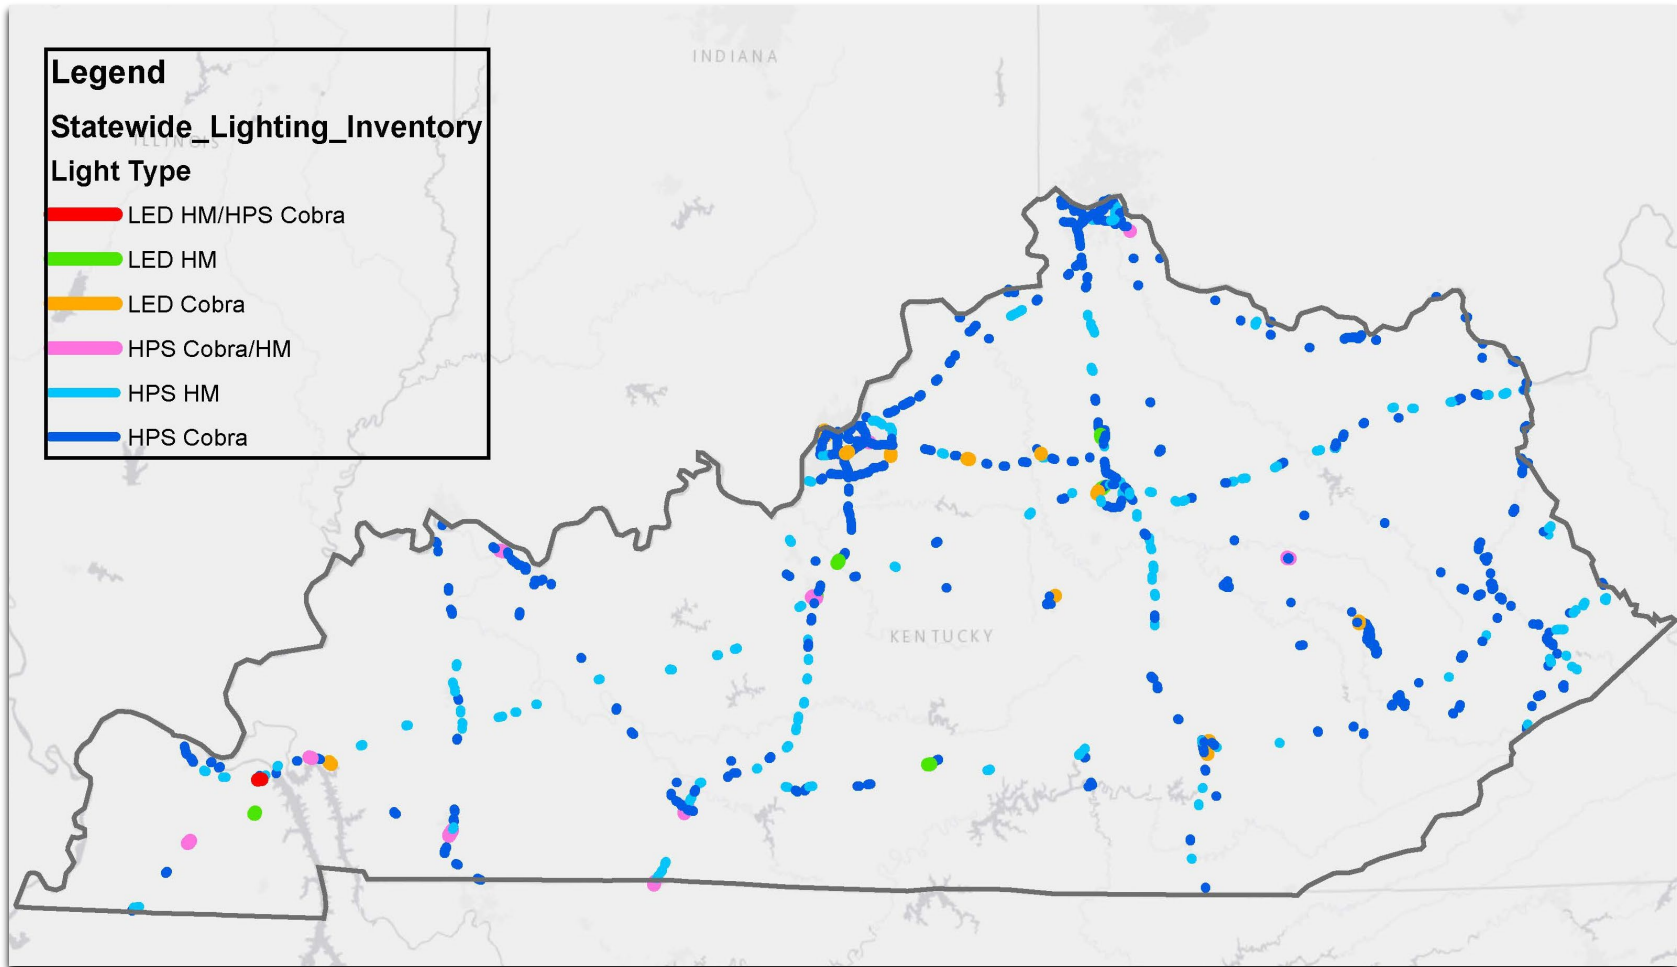 INDIANA
Legend
Statewide_Lighting_Inventory
ILLINOIS
Light Type
LED HM/HPS Cobra
LED HM
LED Cobra
HPS Cobra/HM
HPS HM
HPS Cobra
KENTUCKY